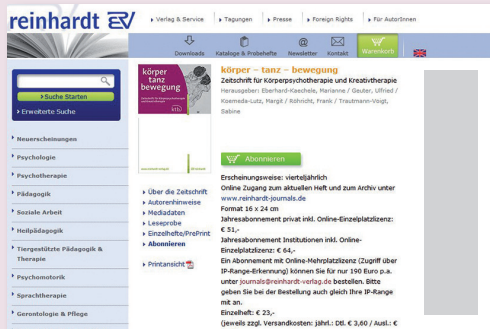 reinhardt
Verlag & Service
Tagungen
Presse
Foreign Rights
Für AutorInnen
Downloads
Kataloge & Probehefte
Newsletter
Kontakt
Warenkorb
Suche Starten
Erweiterte Suche
Neuerscheinungen
Psychologie
Psychotherapie
Pädagogik
Soziale Arbeit
Heilpädagogik
Tiergestützte Pädagogik &
Therapie
Psychomotorik
Sprachtherapie
Gerontologie & Pflege
körper
tanz
bewegung
Über die Zeitschrift
Autorenhinweise
Mediadaten
Leseprobe
Einzelhefte/PrePrint
Abonnieren
Printansicht
körper – tanz – bewegung
Zeitschrift für Körperpsychotherapie und Kreativtherapie
Herausgeber: Eberhard-Kaechele, Marianne / Gauter, Ulfried /
Koemeda-Lutz, Margit / Röhricht, Frank / Trautmann-Voigt,
Sabine
Abonnieren
Erscheinungsweise: vierteljährlich
Online Zugang zum aktuellen Heft und zum Archiv unter
www.reinhardt-journals.de
Format 16 x 24 cm
Jahresabonnement privat inkl. Online-Einzelplatzlizenz:
€ 51,-
Jahresabonnement Institutionen inkl. Online-
Einzelplatzlizenz: € 64,-
Ein Abonnement mit Online-Mehrplatzlizenz (Zugriff über
IP-Range-Erkennung) können Sie für nur 190 Euro p.a.
unter journals@reinhardt-verlag.de bestellen. Bitte
geben Sie bei der Bestellung auch gleich Ihre IP-Range
mit an.
Einzelheft: € 23,-
(jeweils zzgl. Versandkosten: jährl.: Dtl. € 3,60 / Ausl.: €